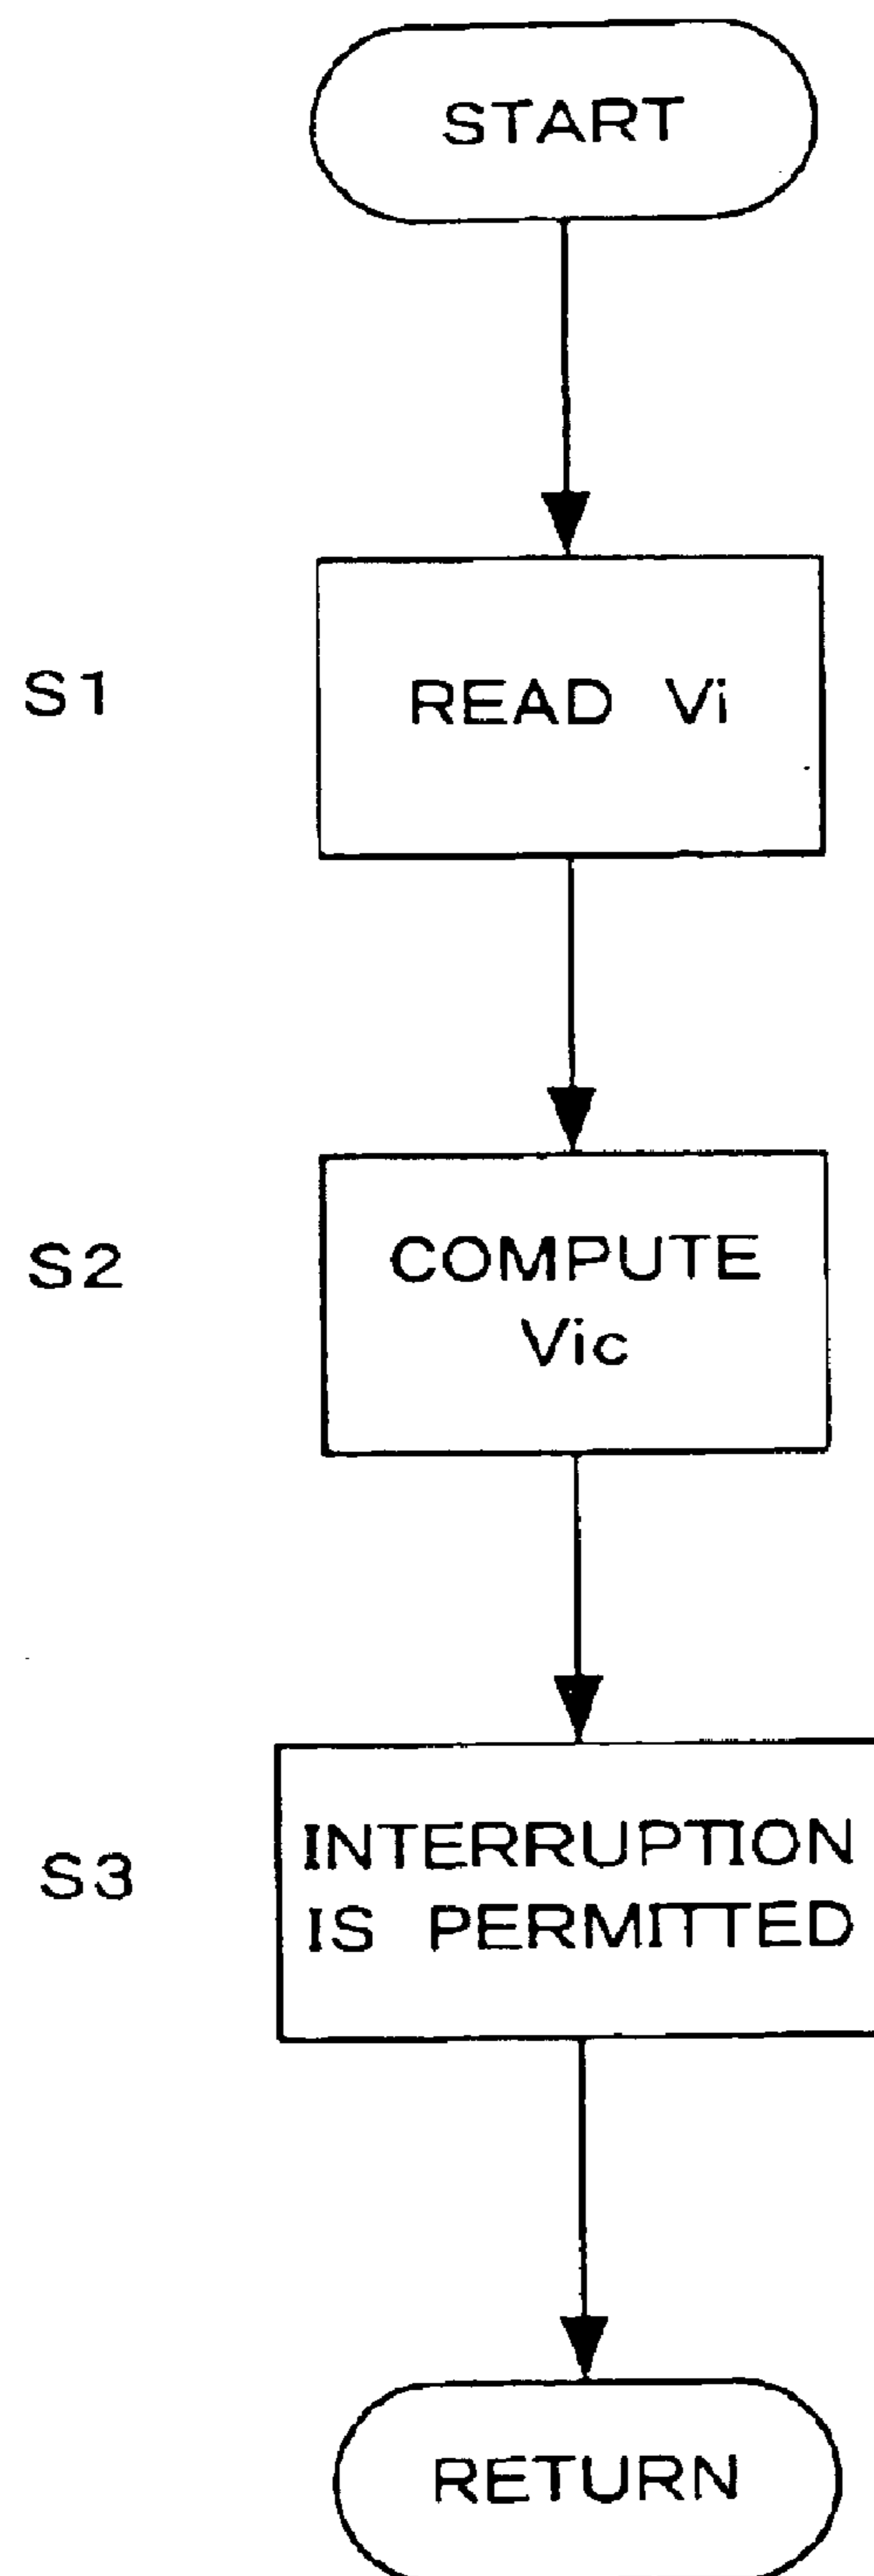 START
S1
READ Vi
S2
COMPUTE
Vic
S3
INTERRUPTION
IS PERMITTED
RETURN